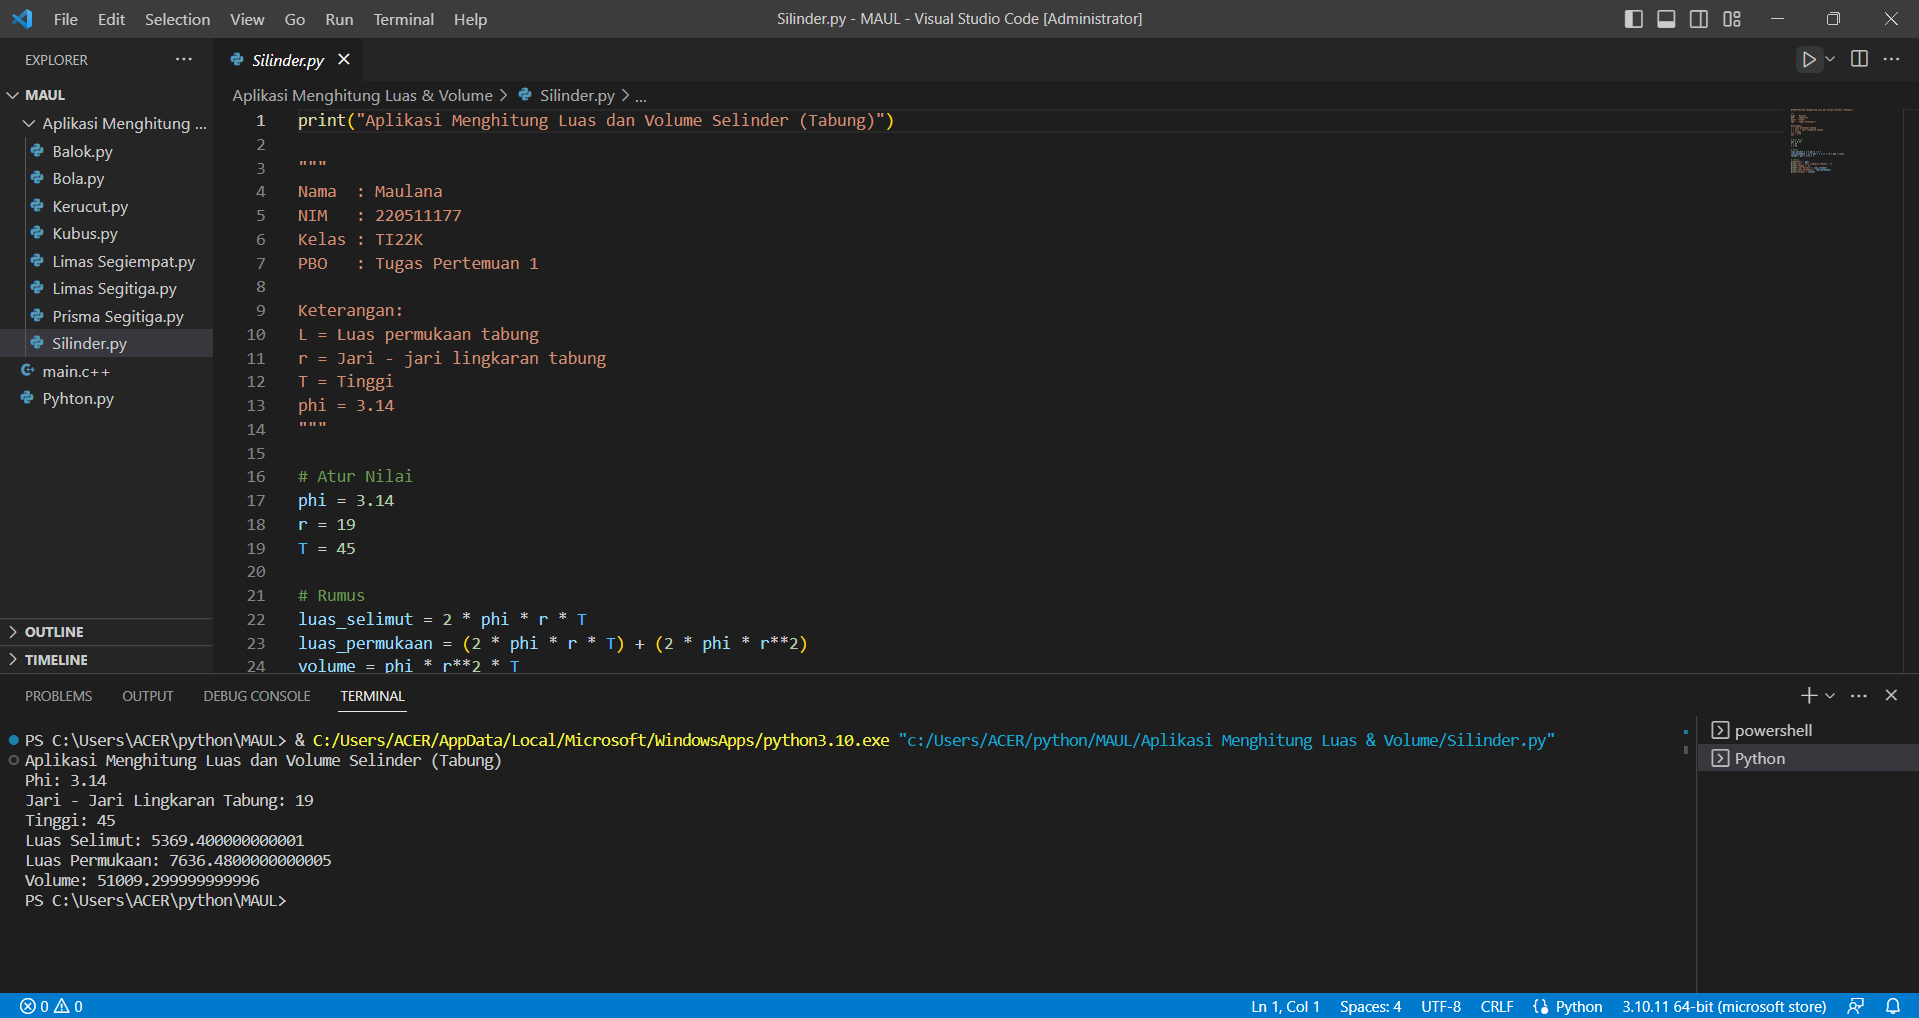 File Edit Selection View Go Run Terminal Help
Silinder.py - MAUL - Visual Studio Code [Administrator]
EXPLORER
MAUL
Aplikasi Menghitung ...
Balok.py
Bola.py
Kerucut.py
Kubus.py
Limas Segiempat.py
Limas Segitiga.py
Prisma Segitiga.py
Silinder.py
main.c++
Pyhton.py
OUTLINE
TIMELINE
Silinder.py
Aplikasi Menghitung Luas & Volume > Silinder.py > ...
1 print("Aplikasi Menghitung Luas dan Volume Selinder (Tabung)")
2
3 """
4 Nama  : Maulana
5 NIM   : 220511177
6 Kelas : TI22K
7 PBO   : Tugas Pertemuan 1
8
9 Keterangan:
10 L = Luas permukaan tabung
11 r = Jari - jari lingkaran tabung
12 T = Tinggi
13 phi = 3.14
14 """
15
16 # Atur Nilai
17 phi = 3.14
18 r = 19
19 T = 45
20
21 # Rumus
22 luas_selimut = 2 * phi * r * T
23 luas_permukaan = (2 * phi * r * T) + (2 * phi * r**2)
24 volume = phi * r**2 * T
PROBLEMS OUTPUT DEBUG CONSOLE TERMINAL
PS C:\Users\ACER\python\MAUL> & C:/Users/ACER/AppData/Local/Microsoft/WindowsApps/python3.10.exe "c:/Users/ACER/python/MAUL/Aplikasi Menghitung Luas & Volume/Silinder.py"
Aplikasi Menghitung Luas dan Volume Selinder (Tabung)
Phi: 3.14
Jari - Jari Lingkaran Tabung: 19
Tinggi: 45
Luas Selimut: 5369.400000000001
Luas Permukaan: 7636.4800000000005
Volume: 51009.299999999996
PS C:\Users\ACER\python\MAUL>
powershell
Python
0 0
Ln 1, Col 1 Spaces: 4 UTF-8 CRLF Python 3.10.11 64-bit (microsoft store)